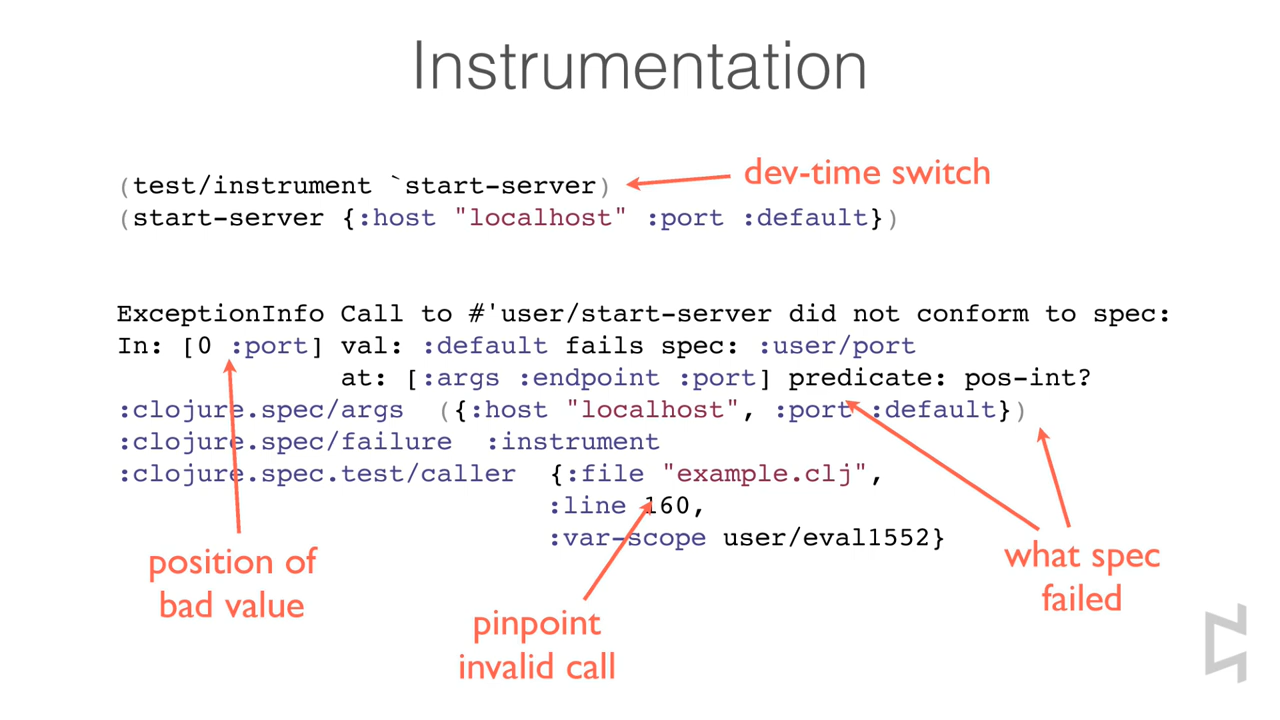 Instrumentation
(test/instrument `start-server)
dev-time switch
(start-server {:host "localhost" :port :default})
ExceptionInfo Call to #'user/start-server did not conform to spec:
In: [0 :port] val: :default fails spec: :user/port
at: [:args :endpoint :port] predicate: pos-int?
:clojure.spec/args ({:host "localhost", :port :default})
:clojure.spec/failure :instrument
:clojure.spec.test/caller {:file "example.clj",
:line 160,
:var-scope user/eval1552}
position of
bad value
pinpoint
invalid call
what spec
failed